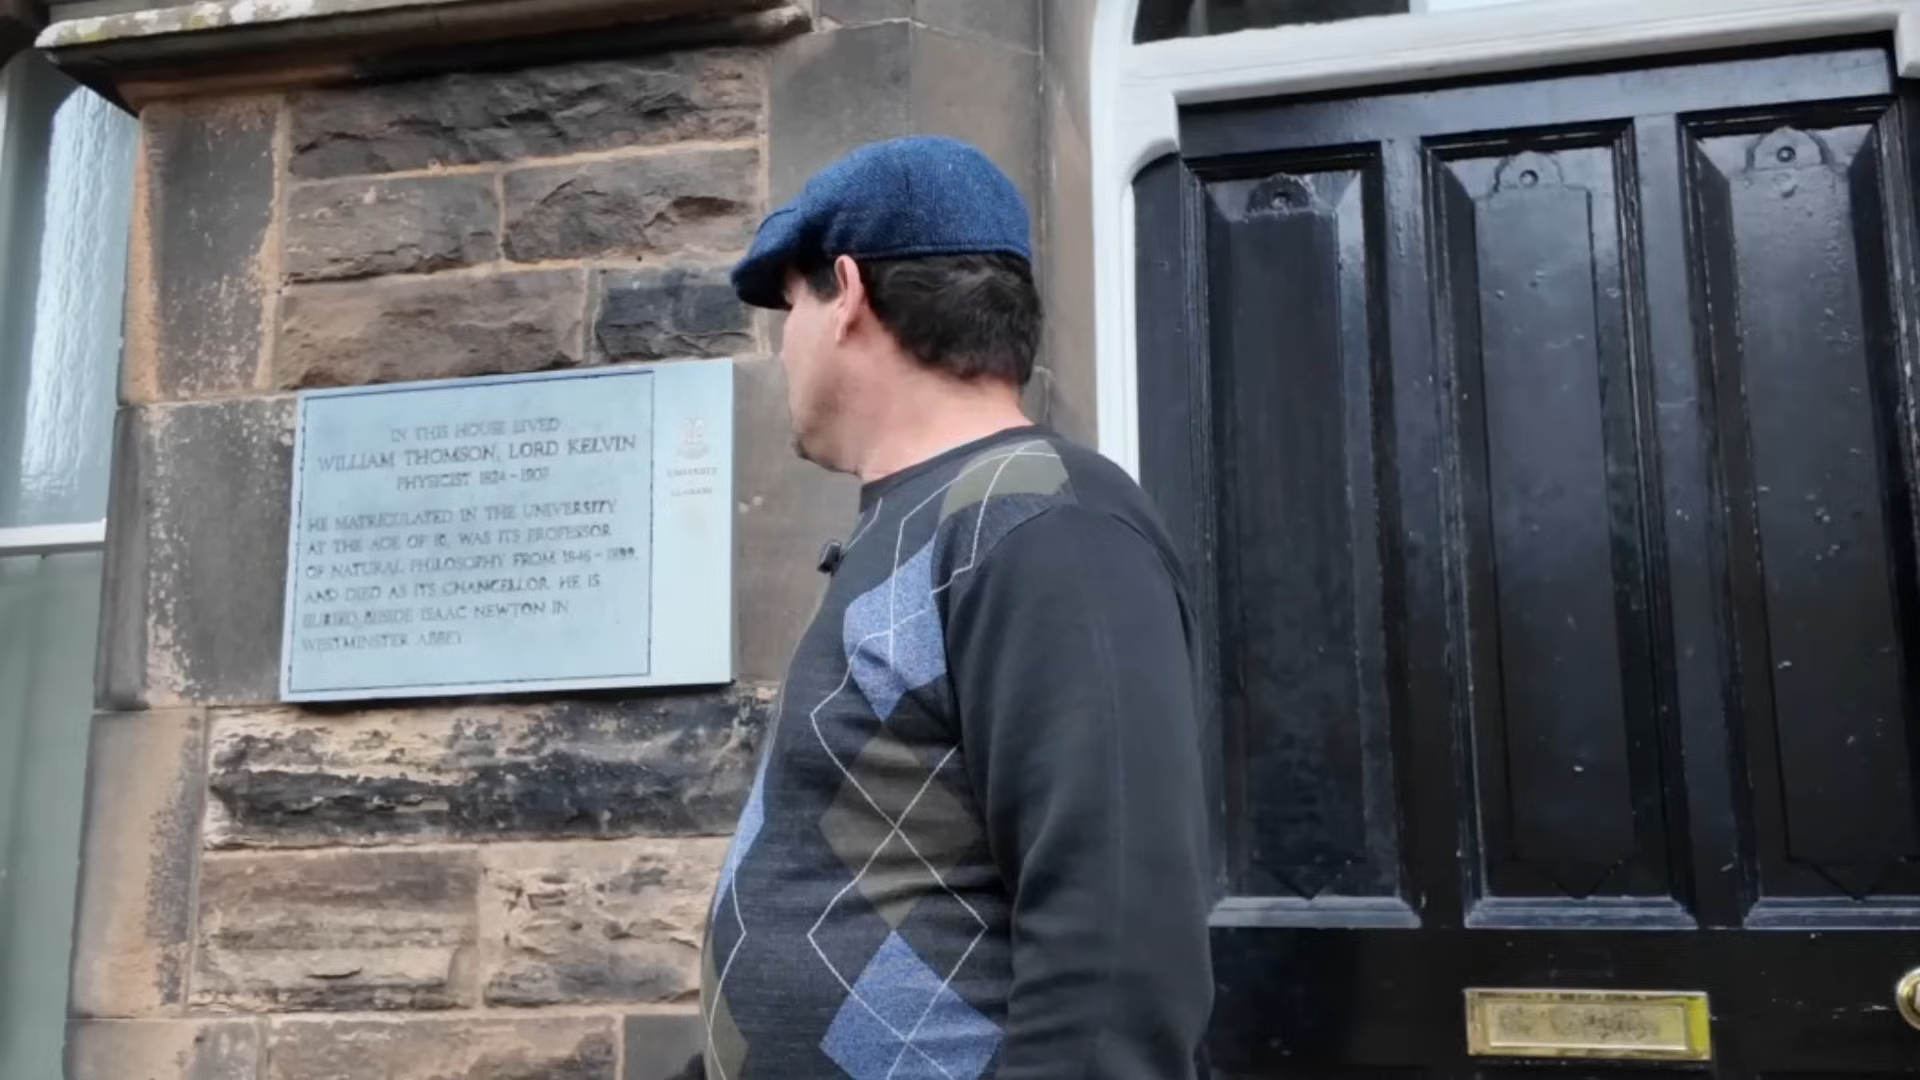 IN THIS HOUSE LIVED
WILLIAM THOMSON, LORD KELVIN
PHYSICIST 1824 – 1907
HE MATRICULATED IN THE UNIVERSITY
AT THE AGE OF 10, WAS ITS PROFESSOR
OF NATURAL PHILOSOPHY FROM 1846 – 1899,
AND DIED AS ITS CHANCELLOR. HE IS
BURIED BESIDE ISAAC NEWTON IN
WESTMINSTER ABBEY
UNIVERSITY
GLASGOW